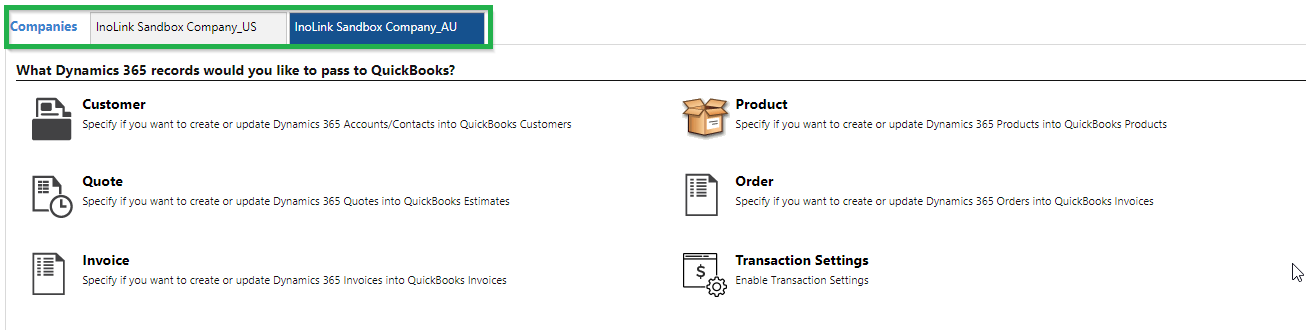 Companies InoLink Sandbox Company_US InoLink Sandbox Company_AU
What Dynamics 365 records would you like to pass to QuickBooks?
Customer
Specify if you want to create or update Dynamics 365 Accounts/Contacts into QuickBooks Customers
Product
Specify if you want to create or update Dynamics 365 Products into QuickBooks Products
Quote
Specify if you want to create or update Dynamics 365 Quotes into QuickBooks Estimates
Order
Specify if you want to create or update Dynamics 365 Orders into QuickBooks Invoices
Invoice
Specify if you want to create or update Dynamics 365 Invoices into QuickBooks Invoices
Transaction Settings
Enable Transaction Settings